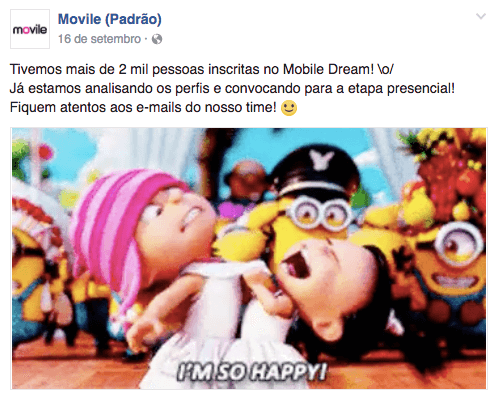 movile
Movile (Padrão)
16 de setembro ·
Tivemos mais de 2 mil pessoas inscritas no Mobile Dream! \o/
Já estamos analisando os perfis e convocando para a etapa presencial!
Fiquem atentos aos e-mails do nosso time! 🙂
I'M SO HAPPY!